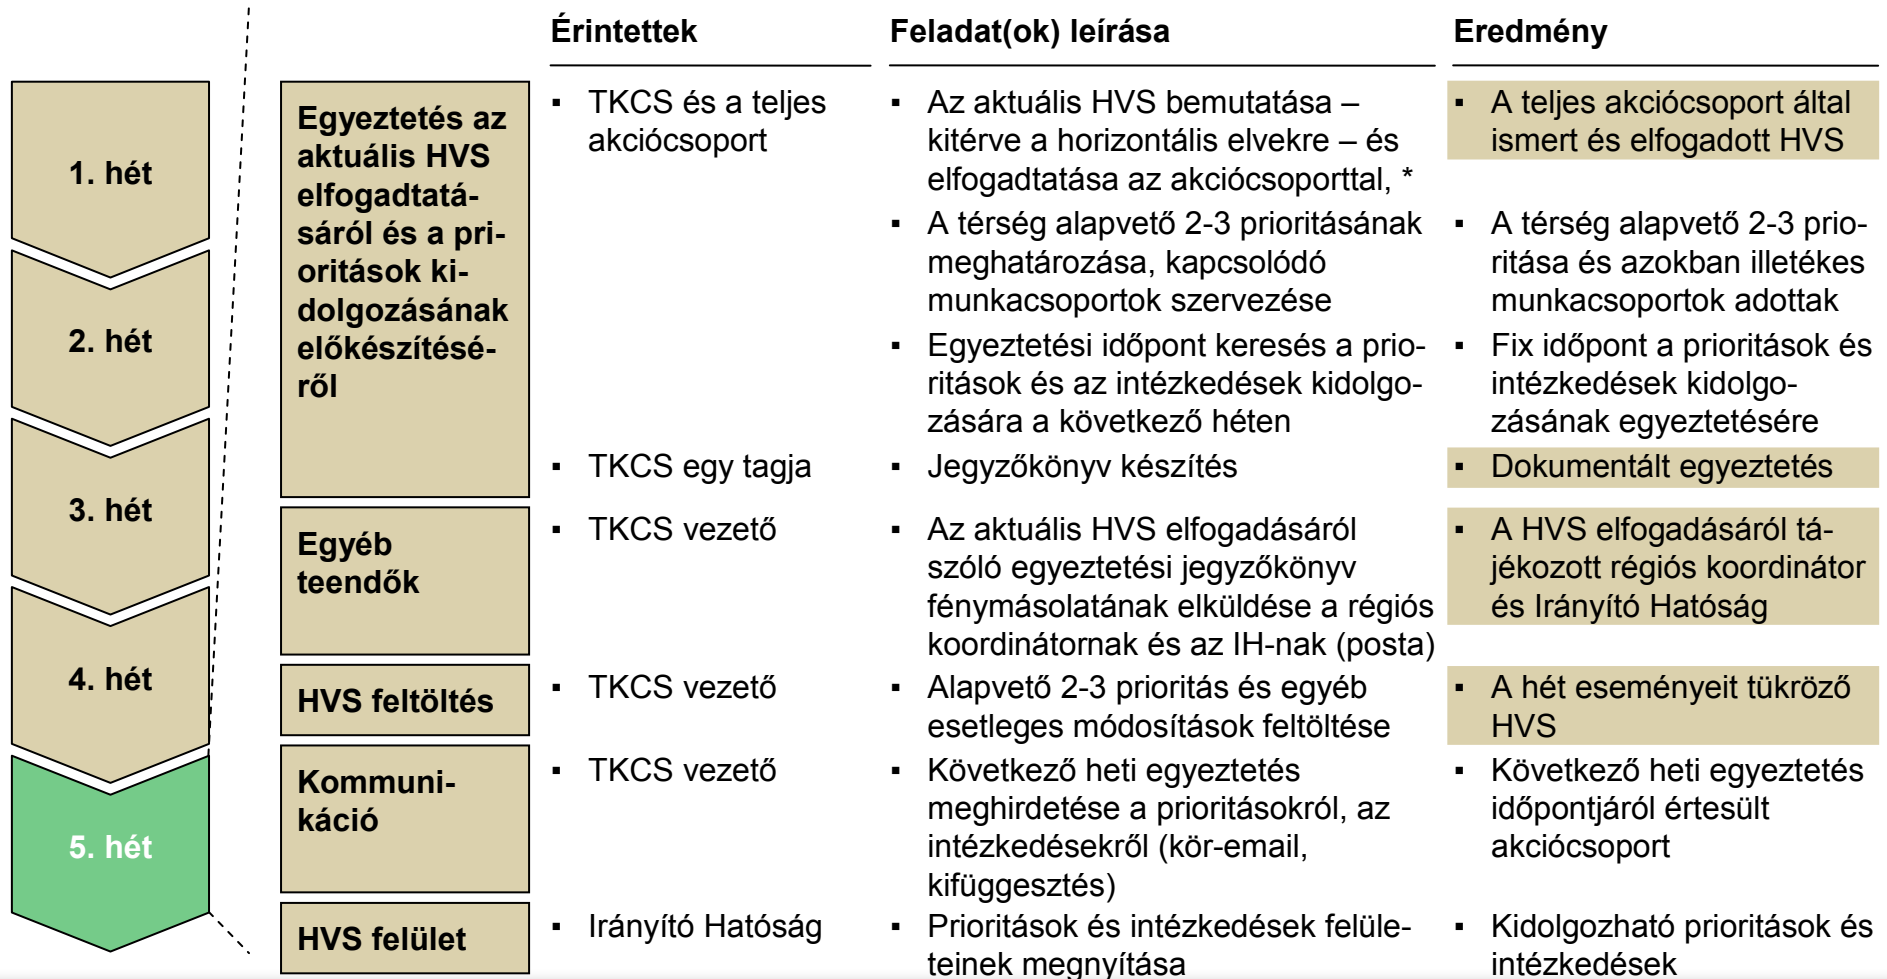 Érintettek
Feladat(ok) leírása
Eredmény
1. hét
2. hét
3. hét
4. hét
5. hét
Egyeztetés az
aktuális HVS
elfogadtatá-
sáról és a pri-
oritások ki-
dolgozásának
előkészítésé-
ről
▪ TKCS és a teljes
akciócsoport
▪ Az aktuális HVS bemutatása –
kitérve a horizontális elvekre – és
elfogadtatása az akciócsoporttal, *
▪ A teljes akciócsoport által
ismert és elfogadott HVS
▪ A térség alapvető 2-3 prioritásának
meghatározása, kapcsolódó
munkacsoportok szervezése
▪ A térség alapvető 2-3 prio-
ritása és azokban illetékes
munkacsoportok adottak
▪ Egyeztetési időpont keresés a prio-
ritások és az intézkedések kidolgo-
zására a következő héten
▪ Fix időpont a prioritások és
intézkedések kidolgo-
zásának egyeztetésére
▪ TKCS egy tagja
▪ Jegyzőkönyv készítés
▪ Dokumentált egyeztetés
Egyéb
teendők
▪ TKCS vezető
▪ Az aktuális HVS elfogadásáról
szóló egyeztetési jegyzőkönyv
fénymásolatának elküldése a régiós
koordinátornak és az IH-nak (posta)
▪ A HVS elfogadásáról tá-
jékozott régiós koordinátor
és Irányító Hatóság
HVS feltöltés
▪ TKCS vezető
▪ Alapvető 2-3 prioritás és egyéb
esetleges módosítások feltöltése
▪ A hét eseményeit tükröző
HVS
Kommuni-
káció
▪ TKCS vezető
▪ Következő heti egyeztetés
meghirdetése a prioritásokról, az
intézkedésekről (kör-email,
kifüggesztés)
▪ Következő heti egyeztetés
időpontjáról értesült
akciócsoport
HVS felület
▪ Irányító Hatóság
▪ Prioritások és intézkedések felüle-
teinek megnyítása
▪ Kidolgozható prioritások és
intézkedések